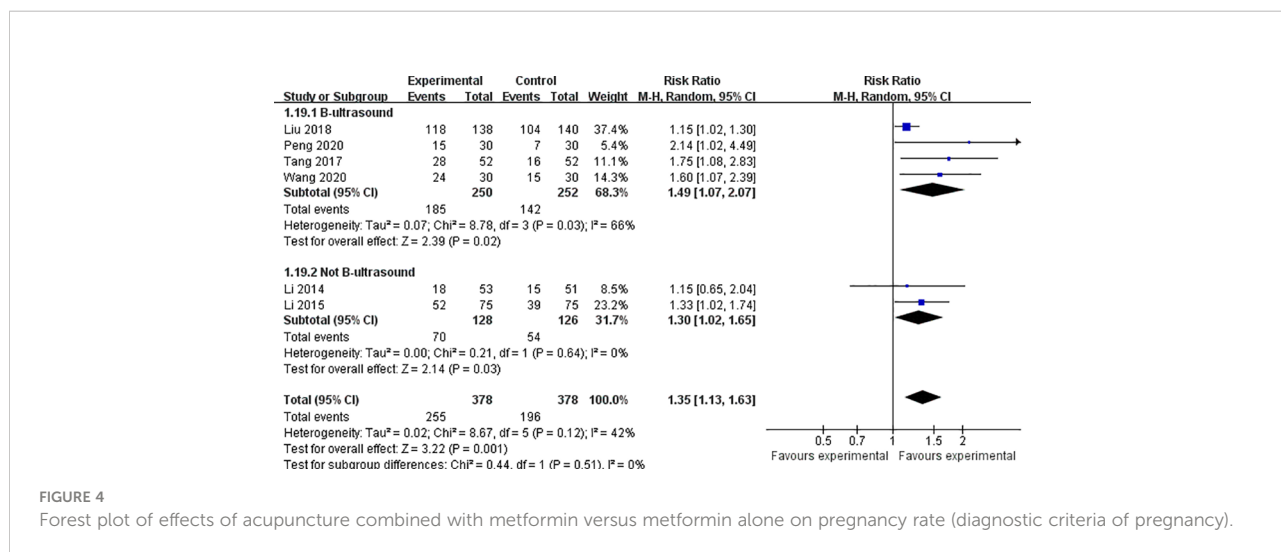 Experimental Control Risk Ratio Risk Ratio
Study or Subgroup Events Total Events Total Weight M-H, Random, 95% CI M-H, Random, 95% CI
1.19.1 B-ultrasound
Liu 2018 118 138 104 140 37.4% 1.15 [1.02, 1.30]
Peng 2020 15 30 7 30 5.4% 2.14 [1.02, 4.49]
Tang 2017 28 52 16 52 11.1% 1.75 [1.08, 2.83]
Wang 2020 24 30 15 30 14.3% 1.60 [1.07, 2.39]
Subtotal (95% CI) 250 252 68.3% 1.49 [1.07, 2.07]
Total events 185 142
Heterogeneity: Tau² = 0.07; Chi² = 8.78, df = 3 (P = 0.03); I² = 66%
Test for overall effect: Z = 2.39 (P = 0.02)
1.19.2 Not B-ultrasound
Li 2014 18 53 15 51 8.5% 1.15 [0.65, 2.04]
Li 2015 52 75 39 75 23.2% 1.33 [1.02, 1.74]
Subtotal (95% CI) 128 126 31.7% 1.30 [1.02, 1.65]
Total events 70 54
Heterogeneity: Tau² = 0.00; Chi² = 0.21, df = 1 (P = 0.64); I² = 0%
Test for overall effect: Z = 2.14 (P = 0.03)
Total (95% CI) 378 378 100.0% 1.35 [1.13, 1.63]
Total events 255 196
Heterogeneity: Tau² = 0.02; Chi² = 8.67, df = 5 (P = 0.12); I² = 42%
Test for overall effect: Z = 3.22 (P = 0.001)
Test for subgroup differences: Chi² = 0.44, df = 1 (P = 0.51), I² = 0%
0.5 0.7 1 1.5 2
Favours experimental Favours experimental
FIGURE 4
Forest plot of effects of acupuncture combined with metformin versus metformin alone on pregnancy rate (diagnostic criteria of pregnancy).